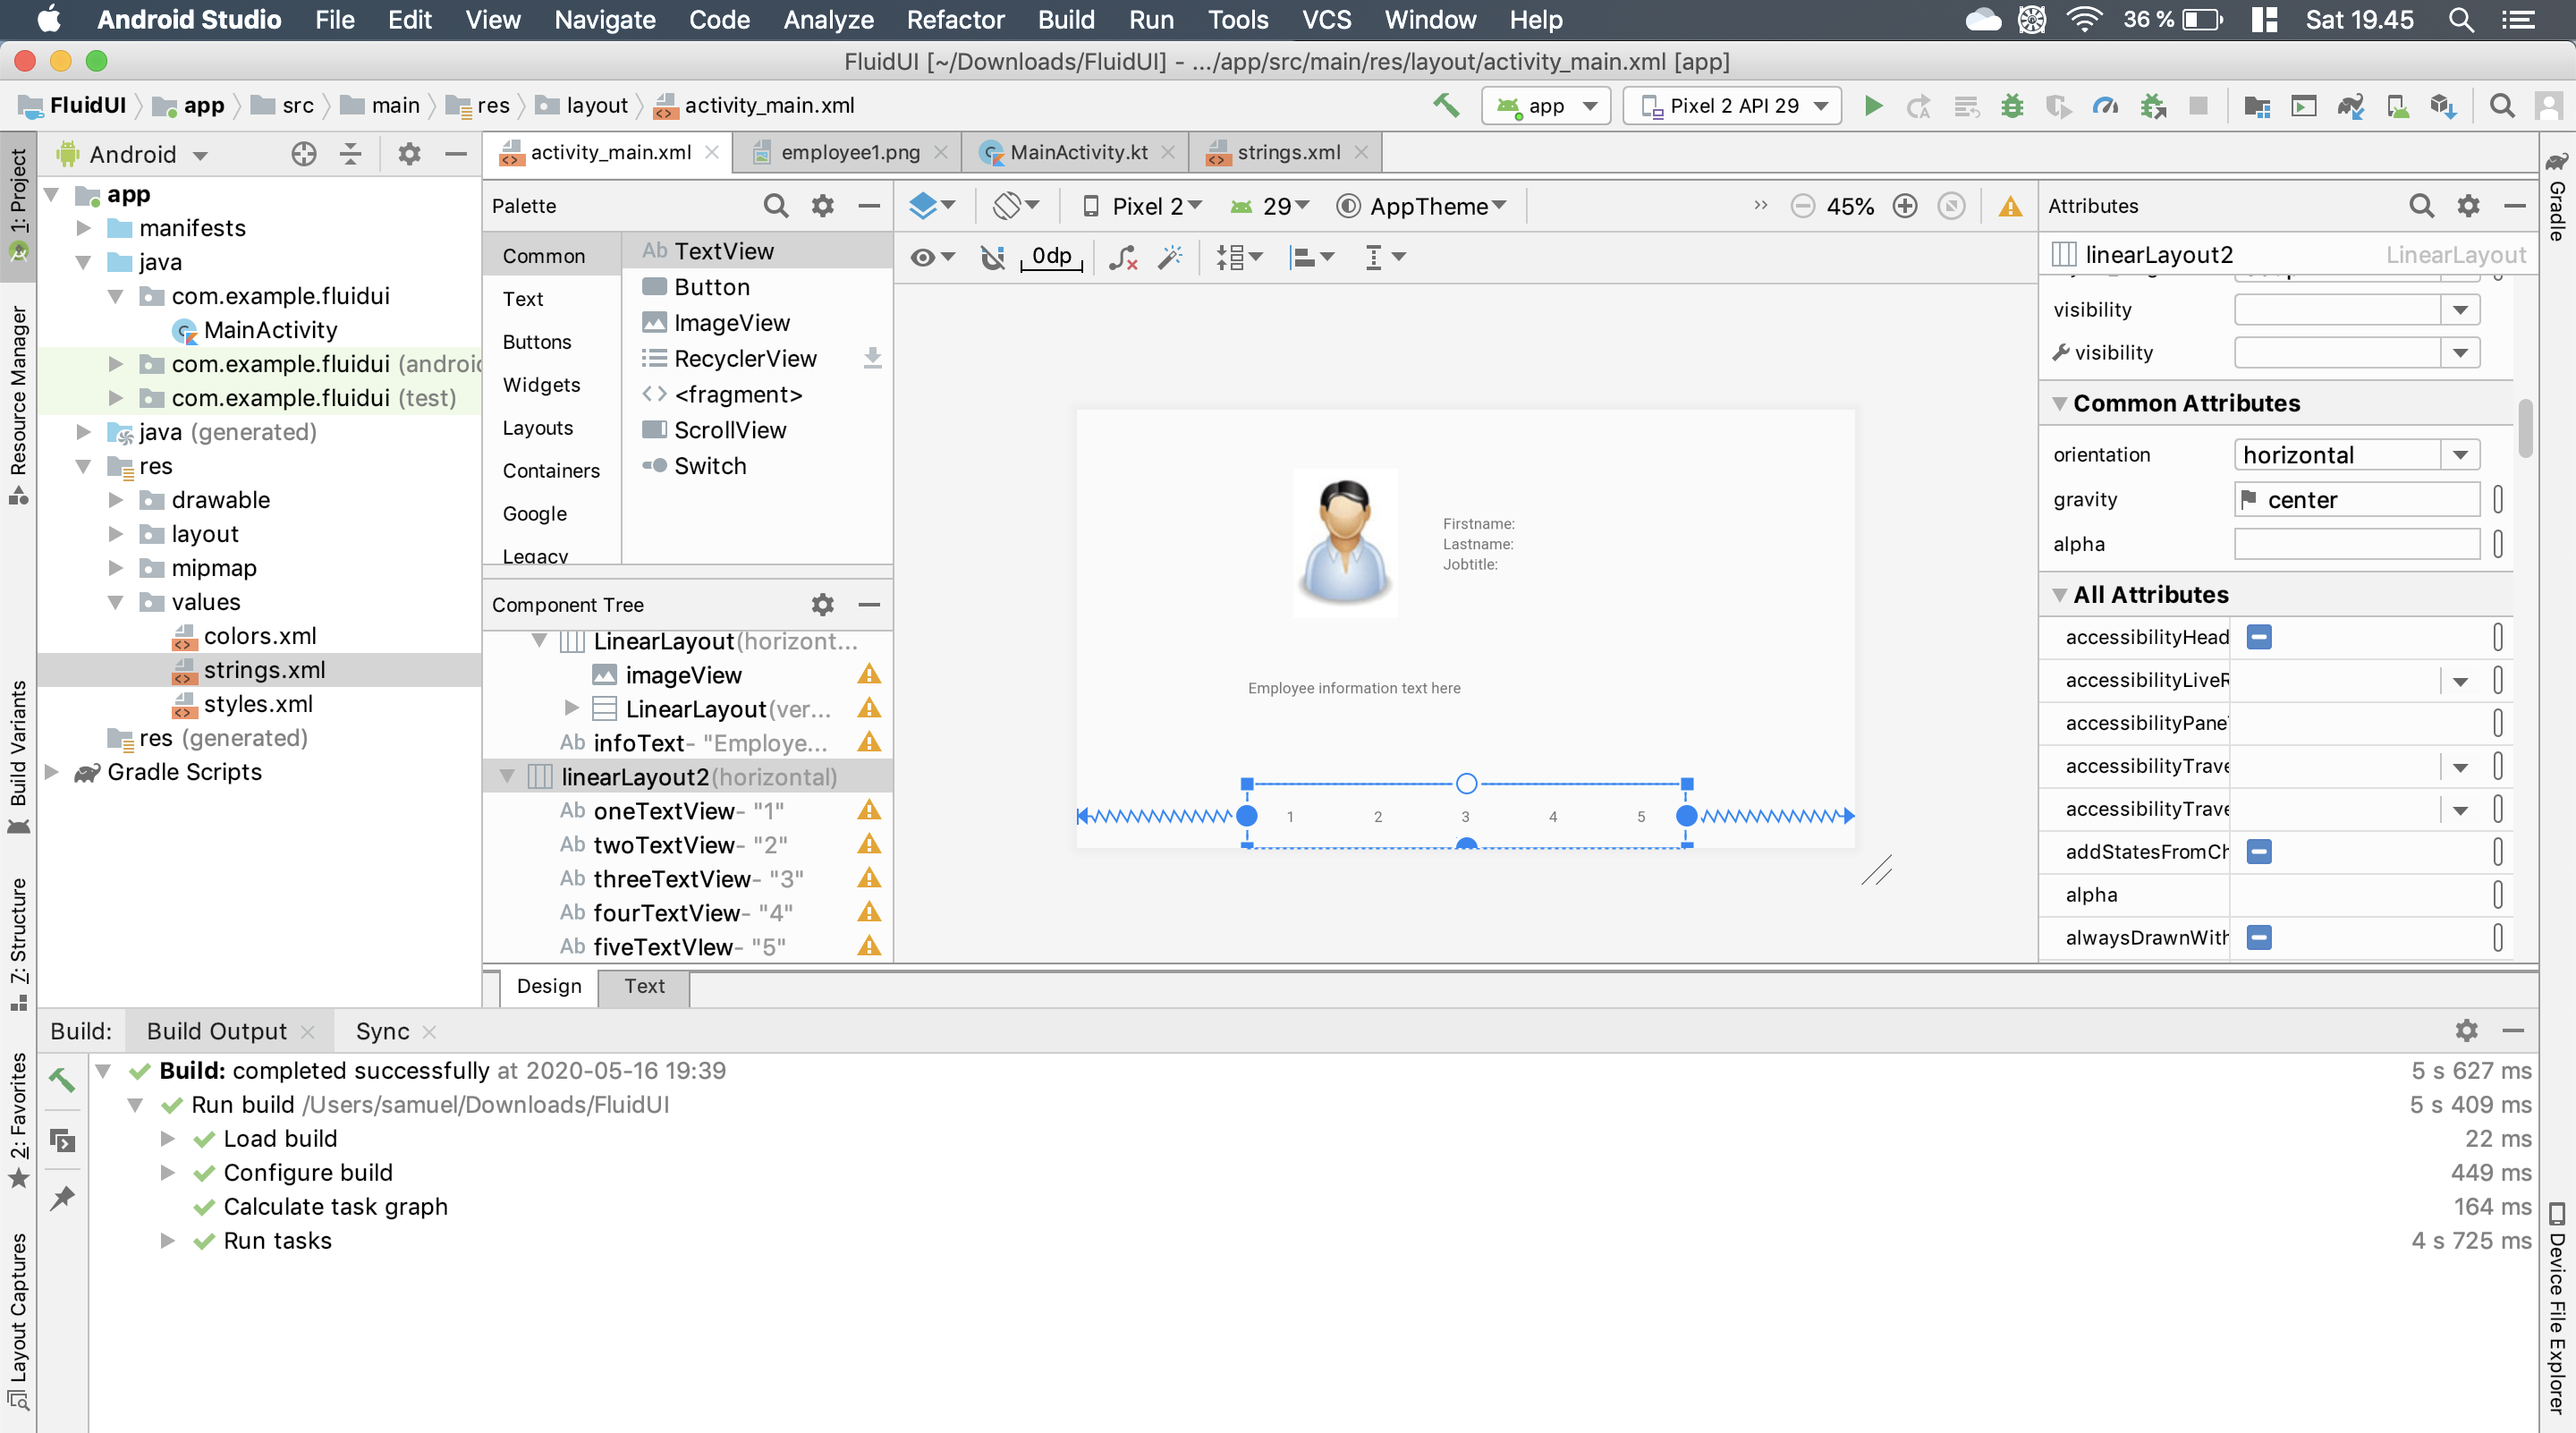 Android Studio File Edit View Navigate Code Analyze Refactor Build Run Tools VCS Window Help 36 % Sat 19.45
FluidUI [~/Downloads/FluidUI] - .../app/src/main/res/layout/activity_main.xml [app]
FluidUI app src main res layout activity_main.xml app Pixel 2 API 29
Android
activity_main.xml employee1.png MainActivity.kt strings.xml
1: Project
Resource Manager
Build Variants
7: Structure
2: Favorites
Layout Captures
app
manifests
java
com.example.fluidui
MainActivity
com.example.fluidui (androi
com.example.fluidui (test)
java (generated)
res
drawable
layout
mipmap
values
colors.xml
strings.xml
styles.xml
res (generated)
Gradle Scripts
Palette
Common
Text
Buttons
Widgets
Layouts
Containers
Google
Legacy
Ab TextView
Button
ImageView
RecyclerView
<fragment>
ScrollView
Switch
Component Tree
LinearLayout(horizont...
imageView
LinearLayout(ver...
Ab infoText- "Employe...
linearLayout2(horizontal)
Ab oneTextView- "1"
Ab twoTextView- "2"
Ab threeTextView- "3"
Ab fourTextView- "4"
Ab fiveTextVIew- "5"
Pixel 2 29 AppTheme 45%
0dp
Firstname:
Lastname:
Jobtitle:
Employee information text here
1 2 3 4 5
Attributes
linearLayout2 LinearLayout
visibility
visibility
Common Attributes
orientation horizontal
gravity center
alpha
All Attributes
accessibilityHead
accessibilityLiveR
accessibilityPane
accessibilityTrave
accessibilityTrave
addStatesFromCh
alpha
alwaysDrawnWith
Gradle
Device File Explorer
Design Text
Build: Build Output Sync
Build: completed successfully at 2020-05-16 19:39 5 s 627 ms
Run build /Users/samuel/Downloads/FluidUI 5 s 409 ms
Load build 22 ms
Configure build 449 ms
Calculate task graph 164 ms
Run tasks 4 s 725 ms